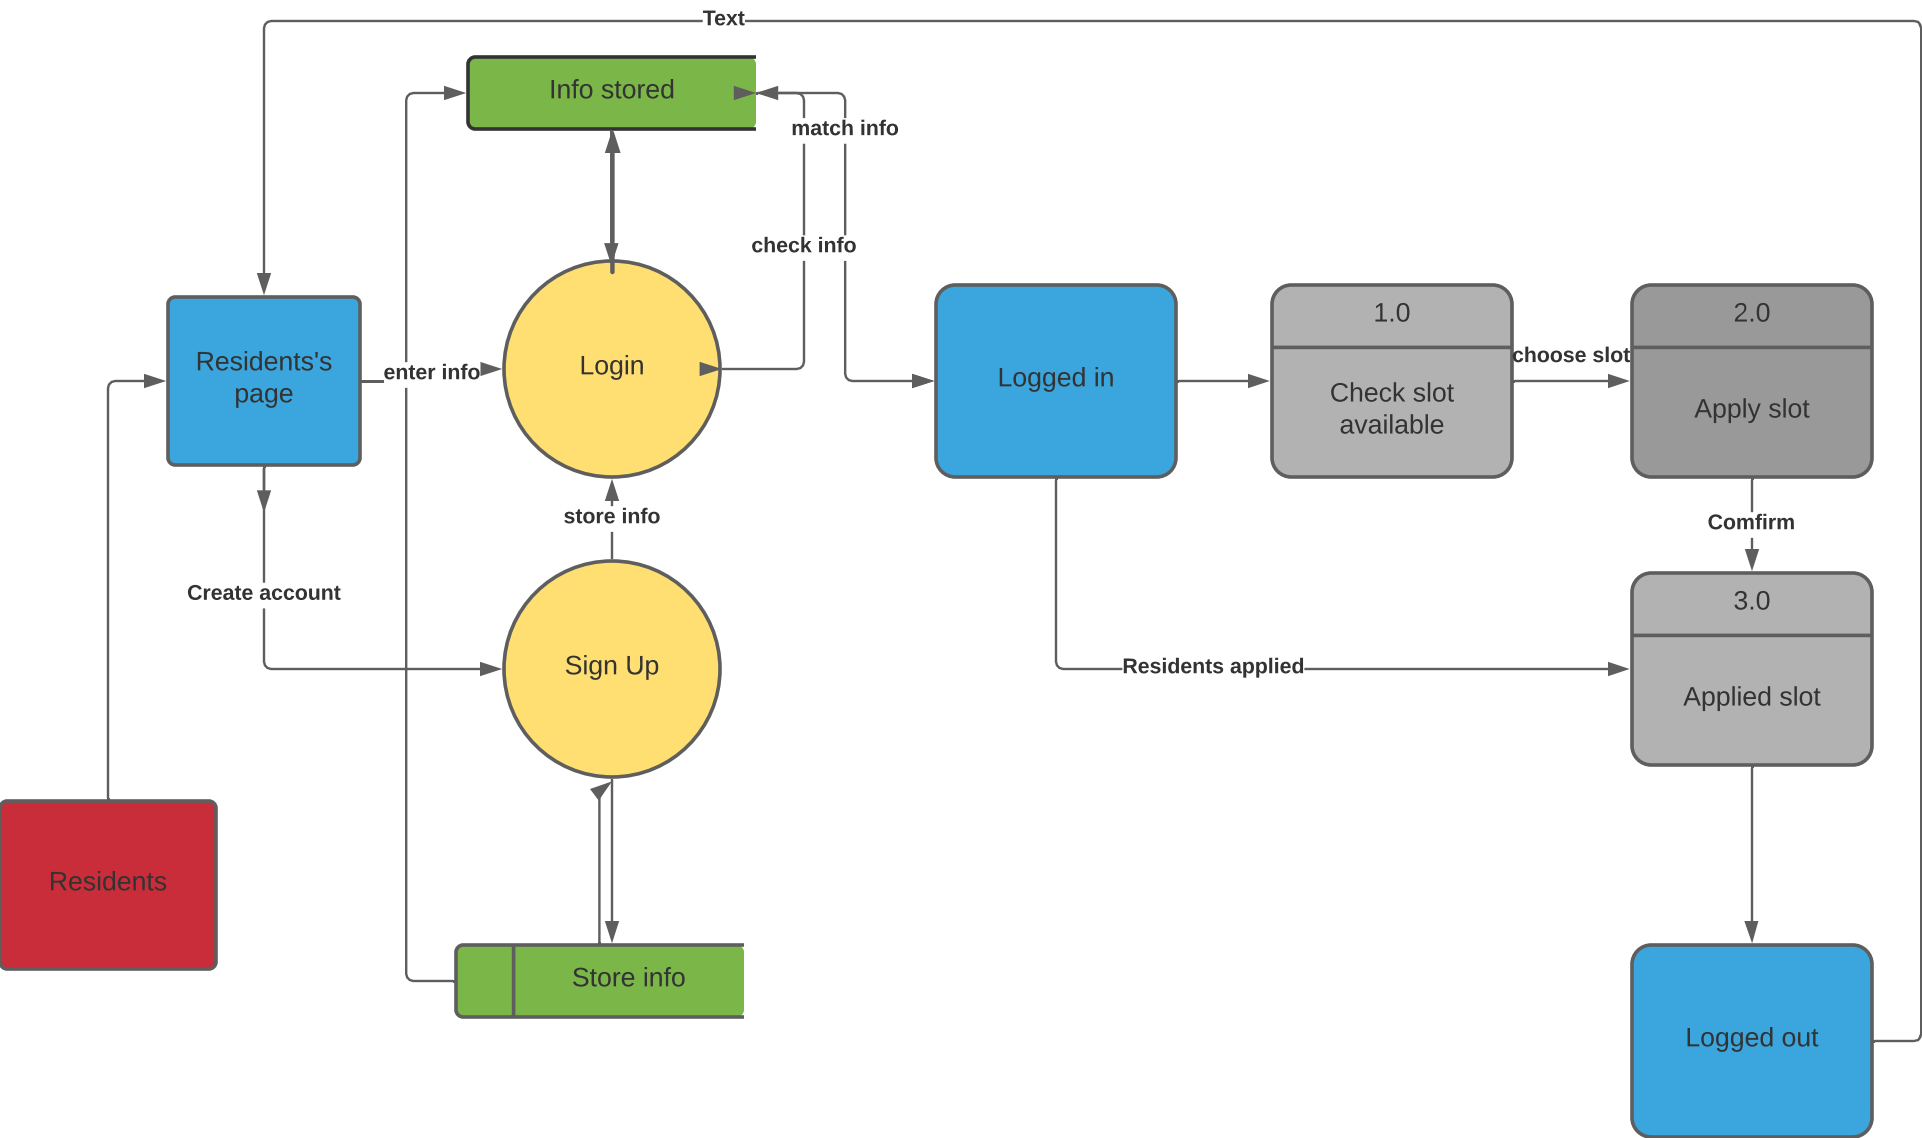 Text
Info stored
match info
check info
Residents's
page
enter info
Login
Logged in
1.0
Check slot
available
choose slot
2.0
Apply slot
store info
Comfirm
Create account
Sign Up
Residents applied
3.0
Applied slot
Residents
Store info
Logged out